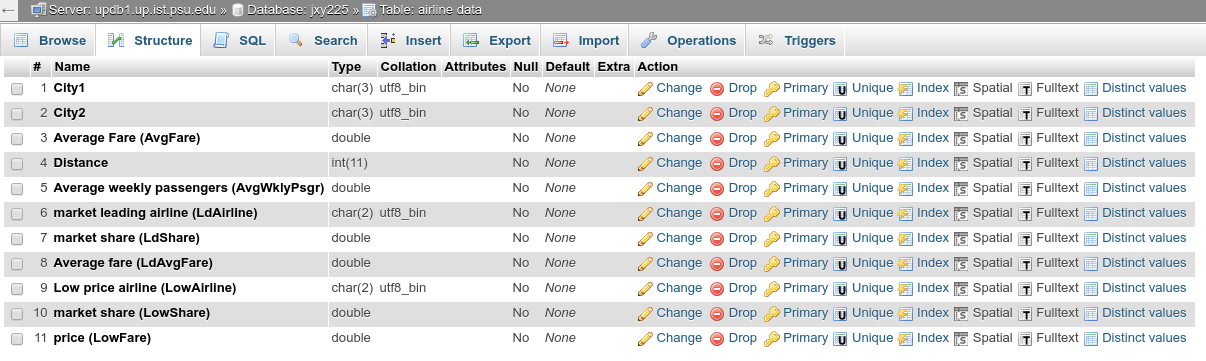 ← Server: updb1.up.ist.psu.edu » Database: jxy225 » Table: airline data
Browse Structure SQL Search Insert Export Import Operations Triggers
# Name Type Collation Attributes Null Default Extra Action
1 City1 char(3) utf8_bin No None Change Drop Primary U Unique Index S Spatial T Fulltext Distinct values
2 City2 char(3) utf8_bin No None Change Drop Primary U Unique Index S Spatial T Fulltext Distinct values
3 Average Fare (AvgFare) double No None Change Drop Primary U Unique Index S Spatial T Fulltext Distinct values
4 Distance int(11) No None Change Drop Primary U Unique Index S Spatial T Fulltext Distinct values
5 Average weekly passengers (AvgWklyPsgr) double No None Change Drop Primary U Unique Index S Spatial T Fulltext Distinct values
6 market leading airline (LdAirline) char(2) utf8_bin No None Change Drop Primary U Unique Index S Spatial T Fulltext Distinct values
7 market share (LdShare) double No None Change Drop Primary U Unique Index S Spatial T Fulltext Distinct values
8 Average fare (LdAvgFare) double No None Change Drop Primary U Unique Index S Spatial T Fulltext Distinct values
9 Low price airline (LowAirline) char(2) utf8_bin No None Change Drop Primary U Unique Index S Spatial T Fulltext Distinct values
10 market share (LowShare) double No None Change Drop Primary U Unique Index S Spatial T Fulltext Distinct values
11 price (LowFare) double No None Change Drop Primary U Unique Index S Spatial T Fulltext Distinct values